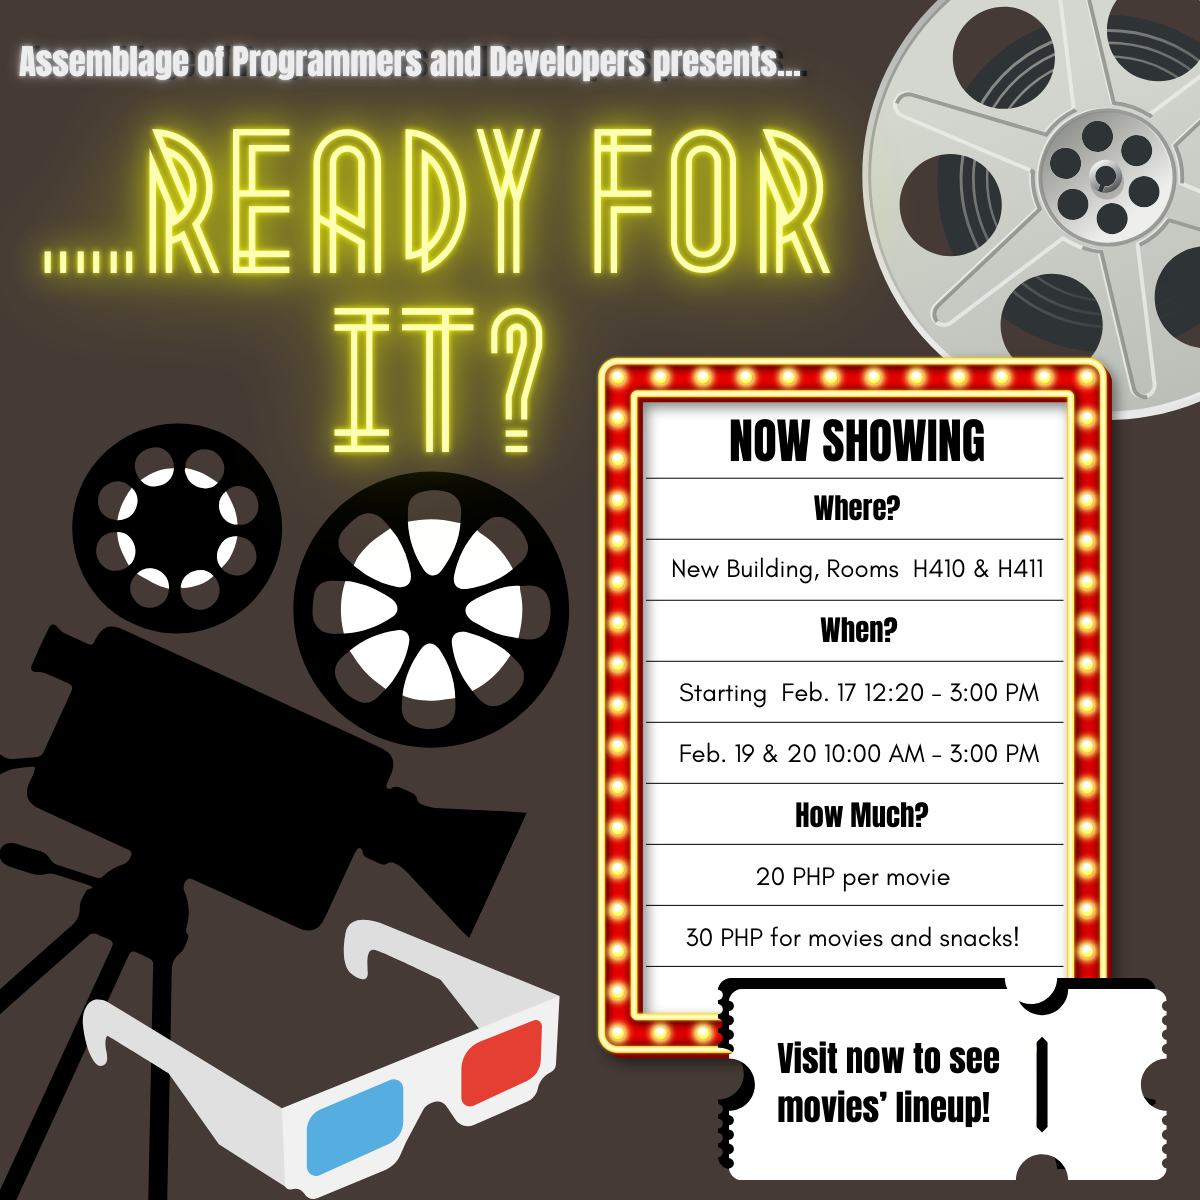 Assemblage of Programmers and Developers presents...
......READY FOR
IT?
NOW SHOWING
Where?
New Building, Rooms H410 & H411
When?
Starting Feb. 17 12:20 - 3:00 PM
Feb. 19 & 20 10:00 AM - 3:00 PM
How Much?
20 PHP per movie
30 PHP for movies and snacks!
Visit now to see
movies' lineup!